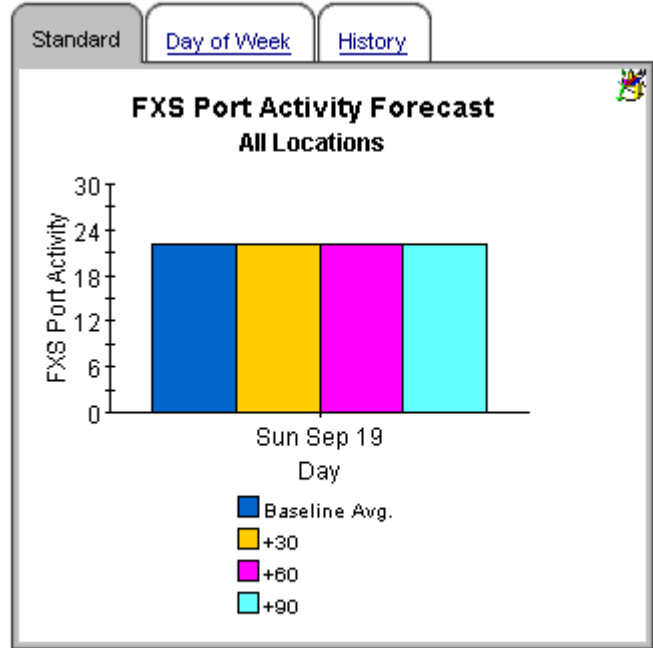 Standard Day of Week History
FXS Port Activity Forecast
All Locations
30
24
18
12
6
0
FXS Port Activity
Sun Sep 19
Day
Baseline Avg.
+30
+60
+90